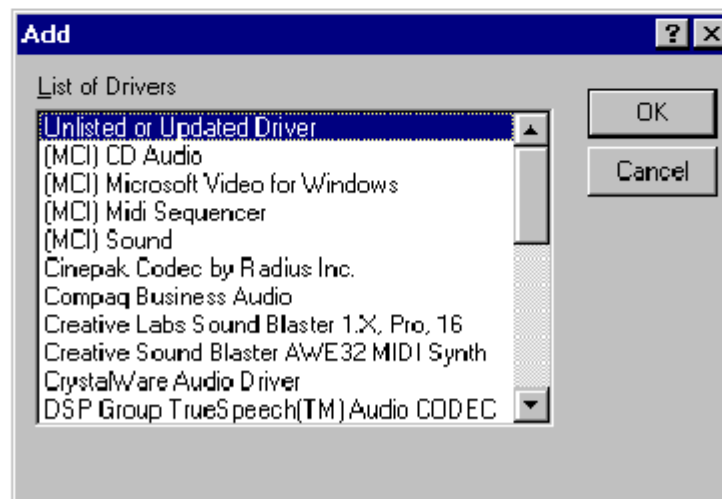 Add
List of Drivers
Unlisted or Updated Driver
(MCI) CD Audio
(MCI) Microsoft Video for Windows
(MCI) Midi Sequencer
(MCI) Sound
Cinepak Codec by Radius Inc.
Compaq Business Audio
Creative Labs Sound Blaster 1.X, Pro, 16
Creative Sound Blaster AWE32 MIDI Synth
CrystalWare Audio Driver
DSP Group TrueSpeech(TM) Audio CODEC
OK
Cancel